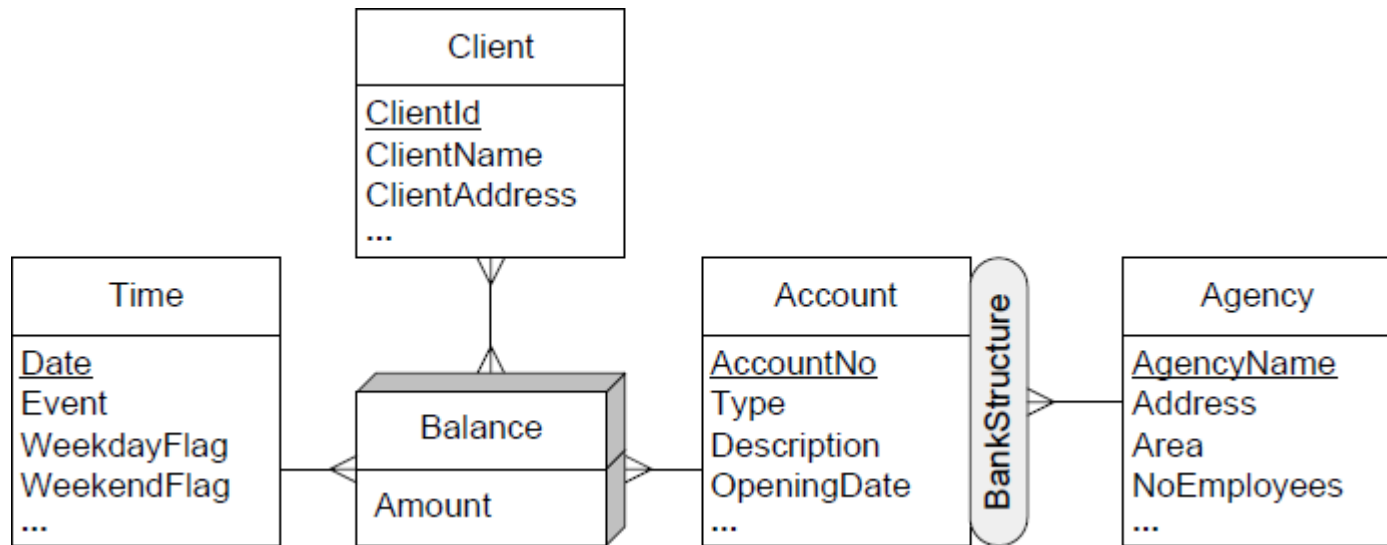 Client
ClientId
ClientName
ClientAddress
...
Time
Date
Event
WeekdayFlag
WeekendFlag
...
Balance
Amount
Account
AccountNo
Type
Description
OpeningDate
...
BankStructure
Agency
AgencyName
Address
Area
NoEmployees
...